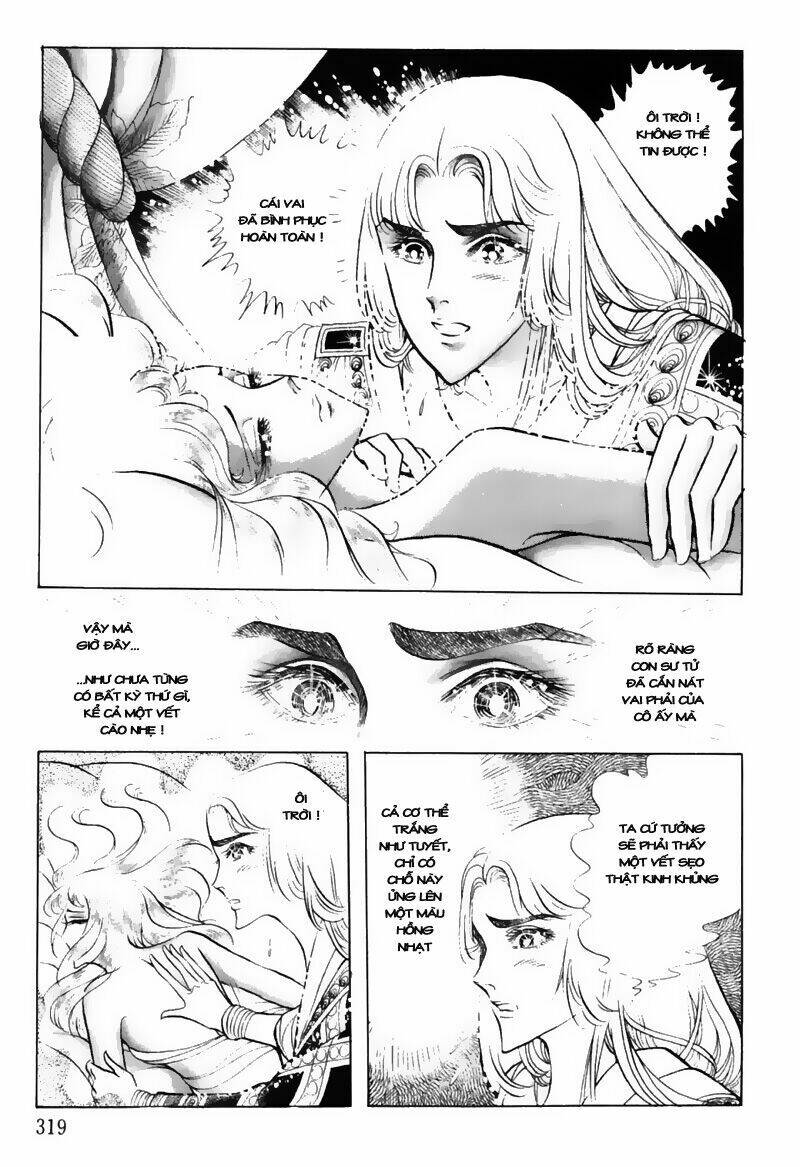 ÔI TRỜI !
KHÔNG THỂ
TIN ĐƯỢC !
CÁI VAI
ĐÃ BÌNH PHỤC
HOÀN TOÀN !
RÕ RÀNG
CON SƯ TỬ
ĐÃ CẮN NÁT
VAI PHẢI CỦA
CÔ ẤY MÀ
VẬY MÀ
GIỜ ĐÂY...
...NHƯ CHƯA TỪNG
CÓ BẤT KỲ THỨ GÌ,
KỂ CẢ MỘT VẾT
CÀO NHẸ !
TA CỨ TƯỞNG
SẼ PHẢI THẤY
MỘT VẾT SẸO
THẬT KINH KHỦNG
CẢ CƠ THỂ
TRẮNG
NHƯ TUYẾT,
CHỈ CÓ
CHỖ NÀY
ỬNG LÊN
MỘT MÀU
HỒNG
NHẠT
ÔI
TRỜI !
319